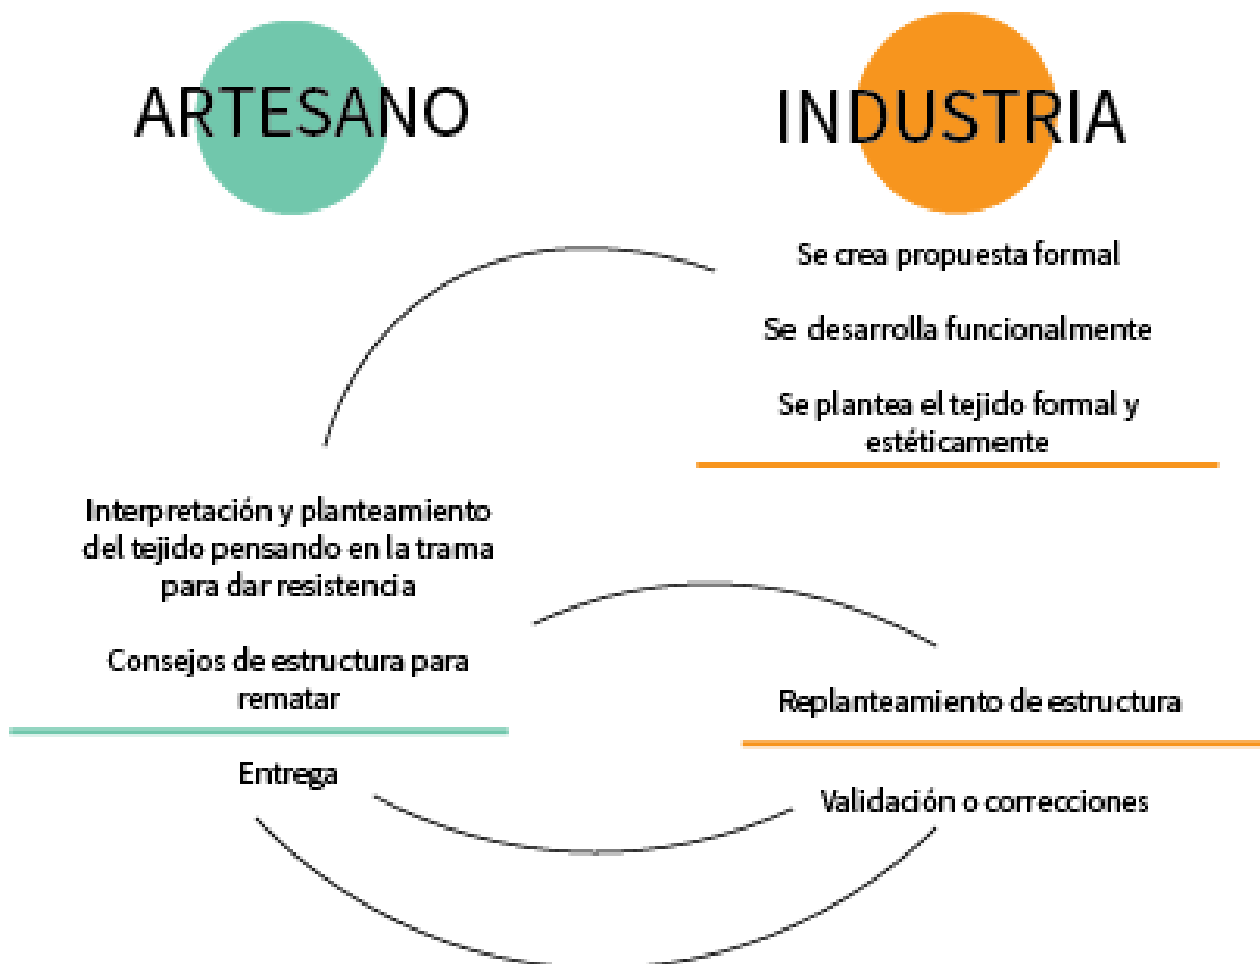 ARTESANO
INDUSTRIA
Se crea propuesta formal
Se desarrolla funcionalmente
Se plantea el tejido formal y
estéticamente
Interpretación y planteamiento
del tejido pensando en la trama
para dar resistencia
Consejos de estructura para
rematar
Replanteamiento de estructura
Entrega
Validación o correcciones